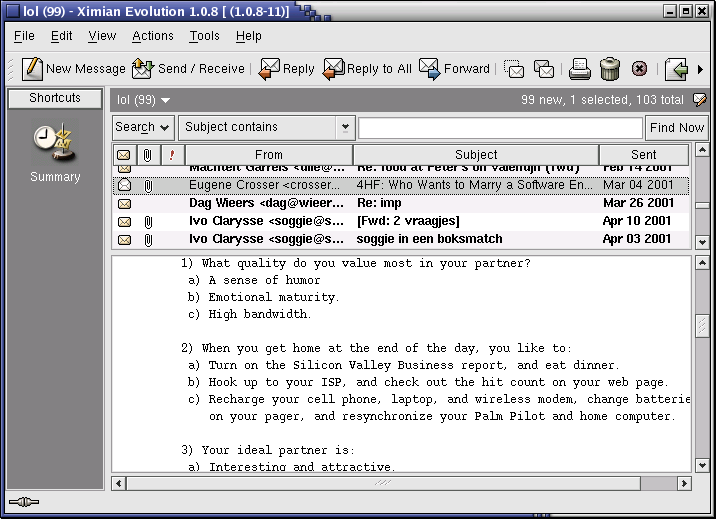 lol (99) - Ximian Evolution 1.0.8 [ (1.0.8-11)]
File Edit View Actions Tools Help
New Message Send / Receive Reply Reply to All Forward
Shortcuts
lol (99) 99 new, 1 selected, 103 total
Search Subject contains Find Now
! From Subject Sent
Machteit Garrels <dlie@... Re: food at Peter's on valentijn (fwd) Feb 14 2001
Eugene Crosser <crosser... 4HF: Who Wants to Marry a Software En... Mar 04 2001
Dag Wieers <dag@wieer... Re: imp Mar 26 2001
Ivo Clarysse <soggie@s... [Fwd: 2 vraagjes] Apr 10 2001
Ivo Clarysse <soggie@s... soggie in een boksmatch Apr 03 2001
Summary
1) What quality do you value most in your partner?
a) A sense of humor
b) Emotional maturity.
c) High bandwidth.
2) When you get home at the end of the day, you like to:
a) Turn on the Silicon Valley Business report, and eat dinner.
b) Hook up to your ISP, and check out the hit count on your web page.
c) Recharge your cell phone, laptop, and wireless modem, change batterie
on your pager, and resynchronize your Palm Pilot and home computer.
3) Your ideal partner is:
a) Interesting and attractive.